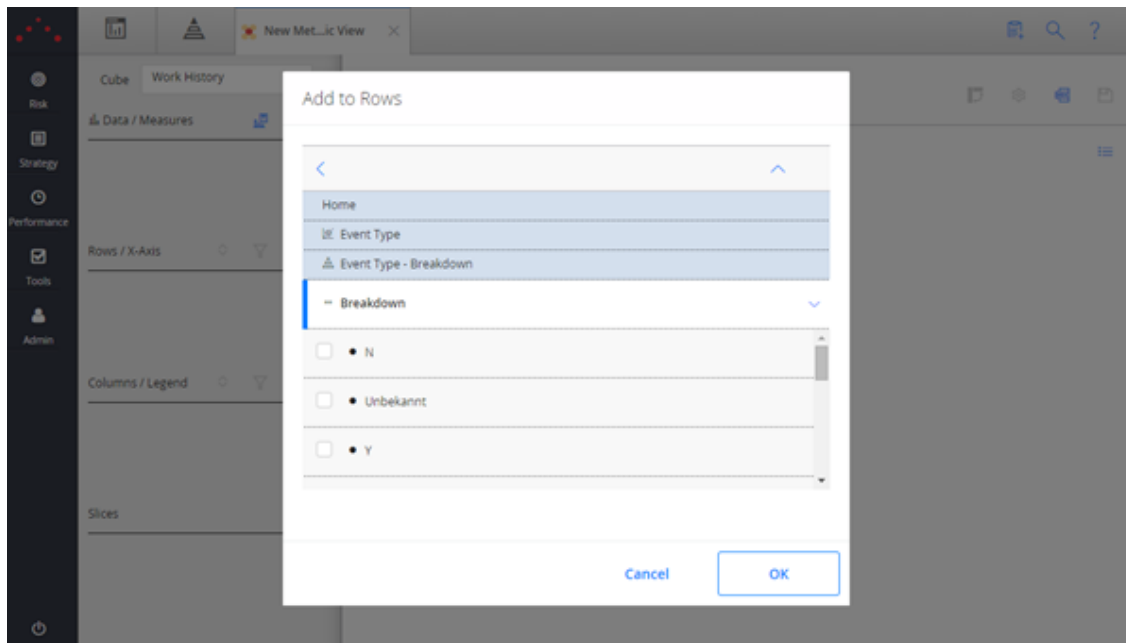 New Met...ic View
Cube Work History
Data / Measures
Risk
Strategy
Performance
Tools
Admin
Rows / X-Axis
Columns / Legend
Slices
Add to Rows
Home
Event Type
Event Type - Breakdown
Breakdown
N
Unbekannt
Y
Cancel OK